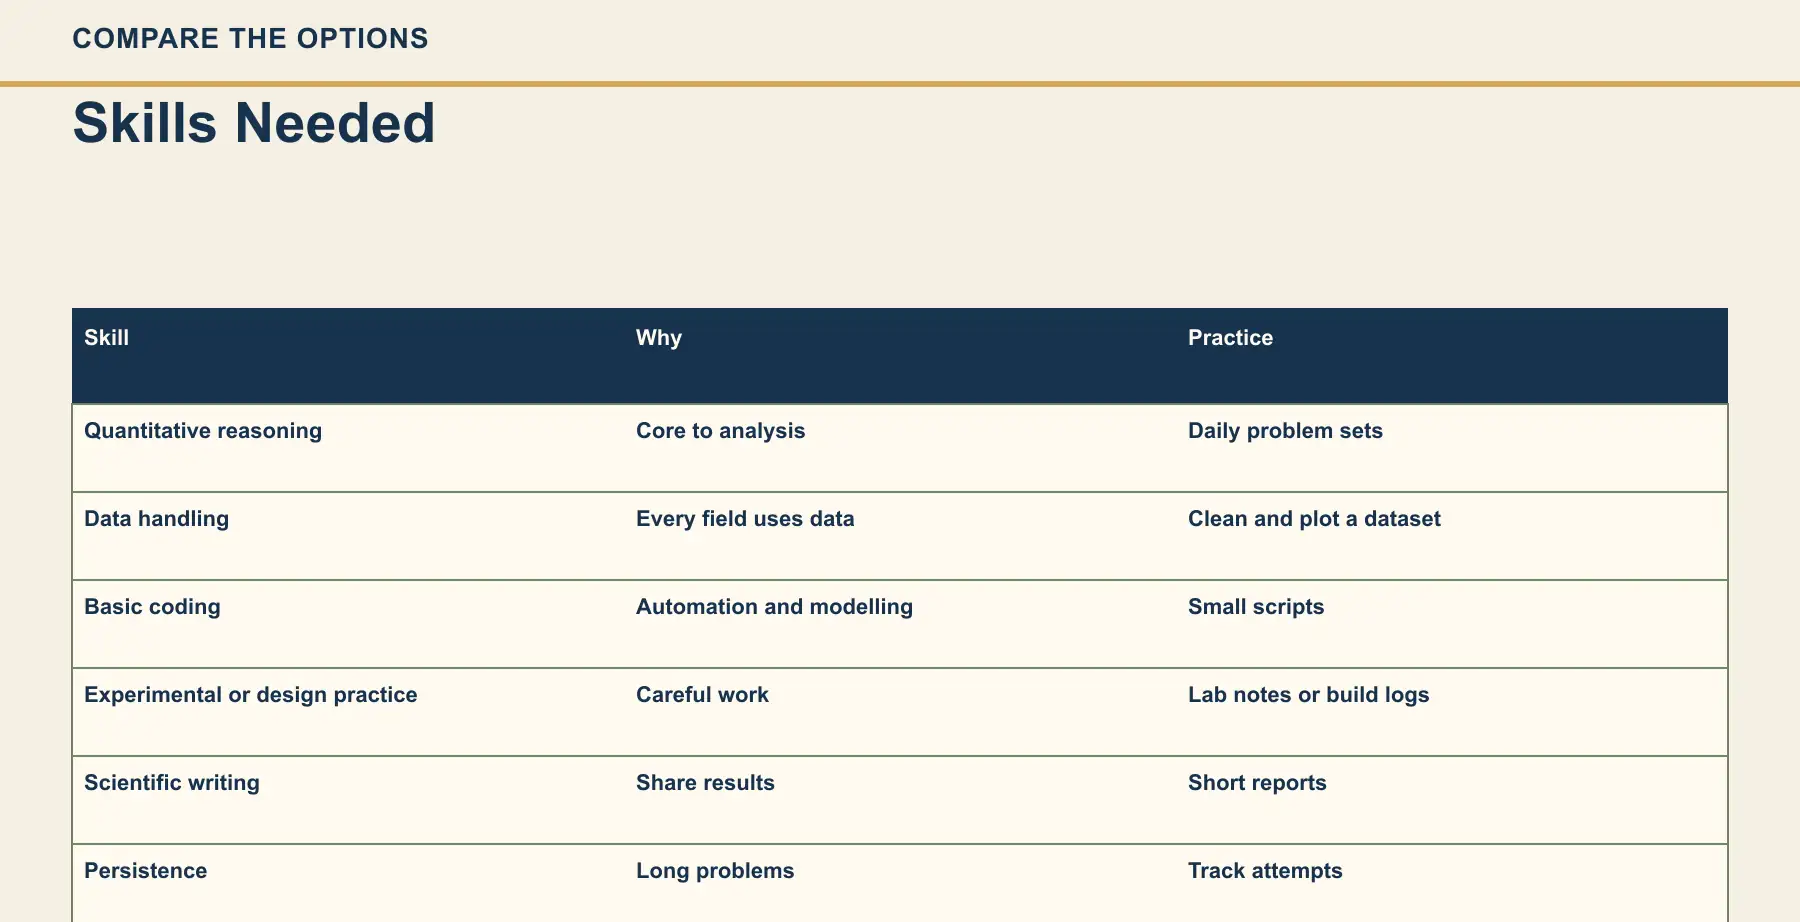 COMPARE THE OPTIONS
Skills Needed
Skill Why Practice
Quantitative reasoning Core to analysis Daily problem sets
Data handling Every field uses data Clean and plot a dataset
Basic coding Automation and modelling Small scripts
Experimental or design practice Careful work Lab notes or build logs
Scientific writing Share results Short reports
Persistence Long problems Track attempts